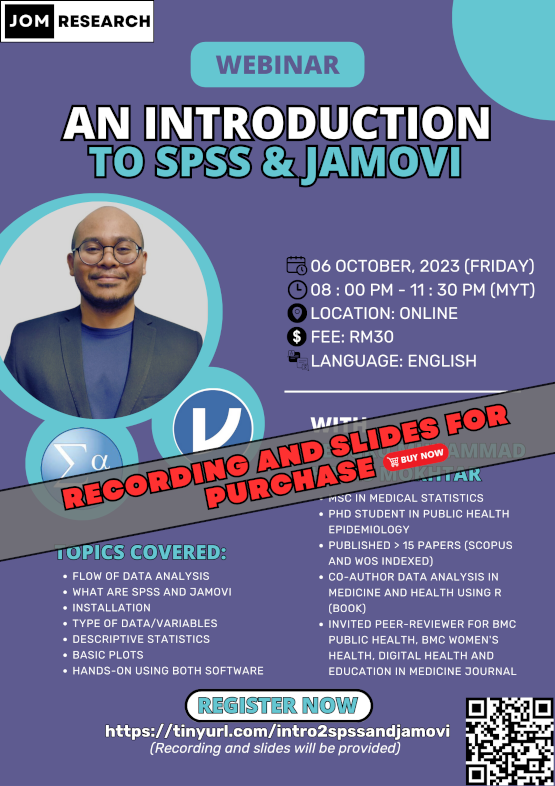 JOM RESEARCH
WEBINAR
AN INTRODUCTION
TO SPSS & JAMOVI
06 OCTOBER, 2023 (FRIDAY)
08 : 00 PM - 11 : 30 PM (MYT)
LOCATION: ONLINE
$
FEE: RM30
LANGUAGE: ENGLISH
Σα
WITH
MOKHTAR
RECORDING AND SLIDES FOR
PURCHASE
BUY NOW
MSC IN MEDICAL STATISTICS
PHD STUDENT IN PUBLIC HEALTH
EPIDEMIOLOGY
PUBLISHED > 15 PAPERS (SCOPUS
AND WOS INDEXED)
CO-AUTHOR DATA ANALYSIS IN
MEDICINE AND HEALTH USING R
(BOOK)
INVITED PEER-REVIEWER FOR BMC
PUBLIC HEALTH, BMC WOMEN'S
HEALTH, DIGITAL HEALTH AND
EDUCATION IN MEDICINE JOURNAL
TOPICS COVERED:
FLOW OF DATA ANALYSIS
WHAT ARE SPSS AND JAMOVI
INSTALLATION
TYPE OF DATA/VARIABLES
DESCRIPTIVE STATISTICS
BASIC PLOTS
HANDS-ON USING BOTH SOFTWARE
REGISTER NOW
https://tinyurl.com/intro2spssandjamovi
(Recording and slides will be provided)